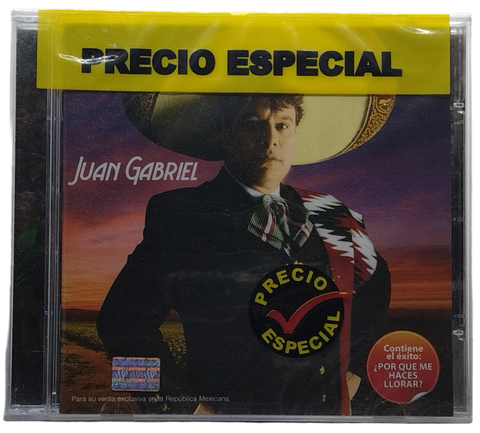 PRECIO ESPECIAL
JUAN GABRIEL
PRECIO
ESPECIAL
Contiene
el éxito:
¿POR QUE ME
HACES
LLORAR?
Para su venta exclusiva en la República Mexicana